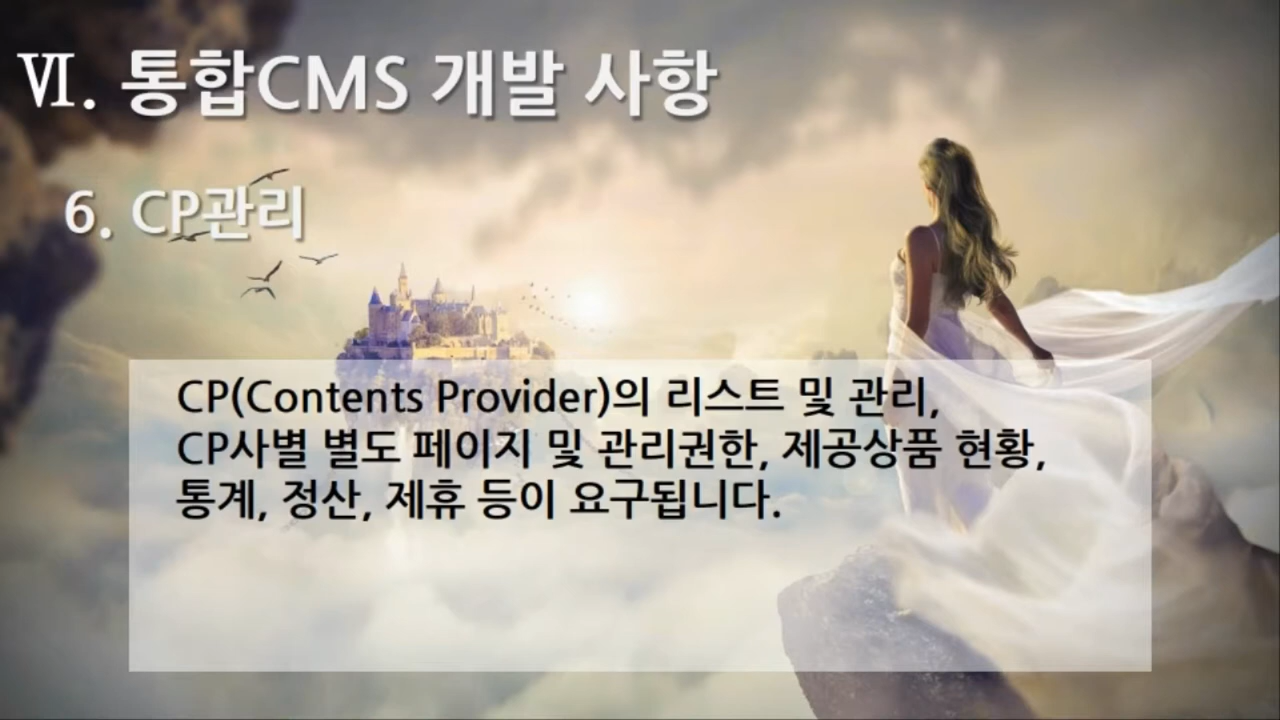 Ⅵ. 통합CMS 개발 사항
6. CP관리
CP(Contents Provider)의 리스트 및 관리,
CP사별 별도 페이지 및 관리권한, 제공상품 현황,
통계, 정산, 제휴 등이 요구됩니다.